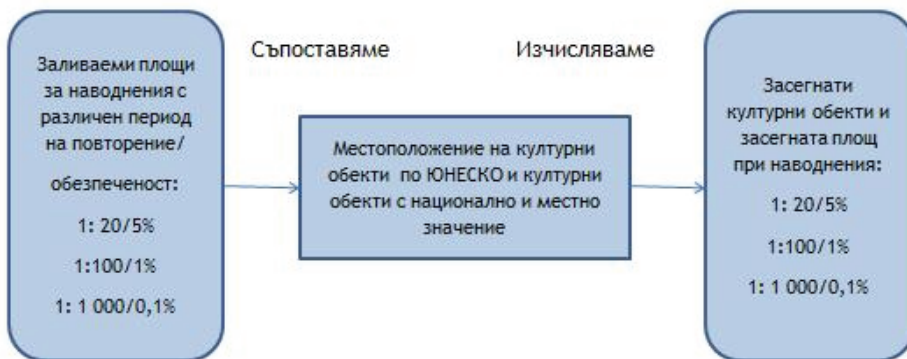 Заливаеми площи
за наводнения с
различен период
на повторение/
обезпеченост:
1: 20/5%
1:100/1%
1: 1 000/0,1%
Съпоставяме
Местоположение на културни
обекти по ЮНЕСКО и културни
обекти с национално и местно
значение
Изчисляваме
Засегнати
културни обекти и
засегната площ
при наводнения:
1: 20/5%
1:100/1%
1: 1 000/0,1%